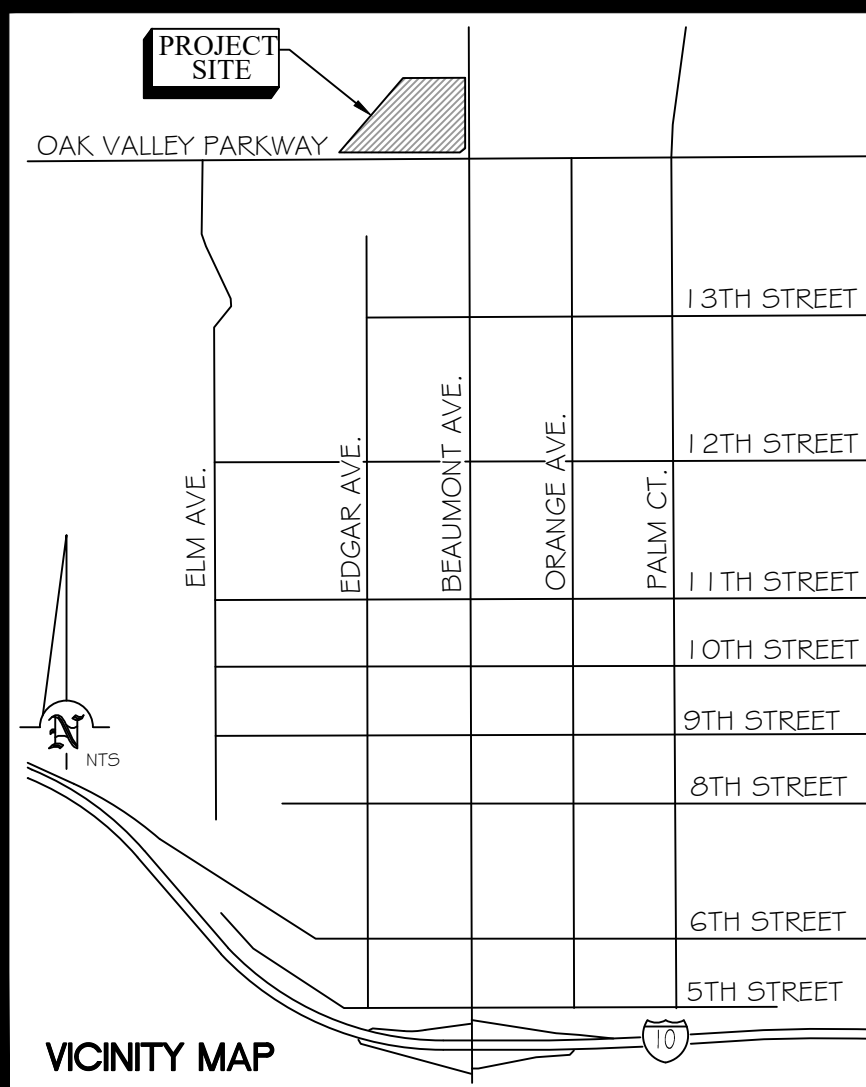 PROJECT
SITE
OAK VALLEY PARKWAY
13TH STREET
12TH STREET
ELM AVE.
EDGAR AVE.
BEAUMONT AVE.
ORANGE AVE.
PALM CT.
11TH STREET
10TH STREET
9TH STREET
N
NTS
8TH STREET
6TH STREET
5TH STREET
10
VICINITY MAP